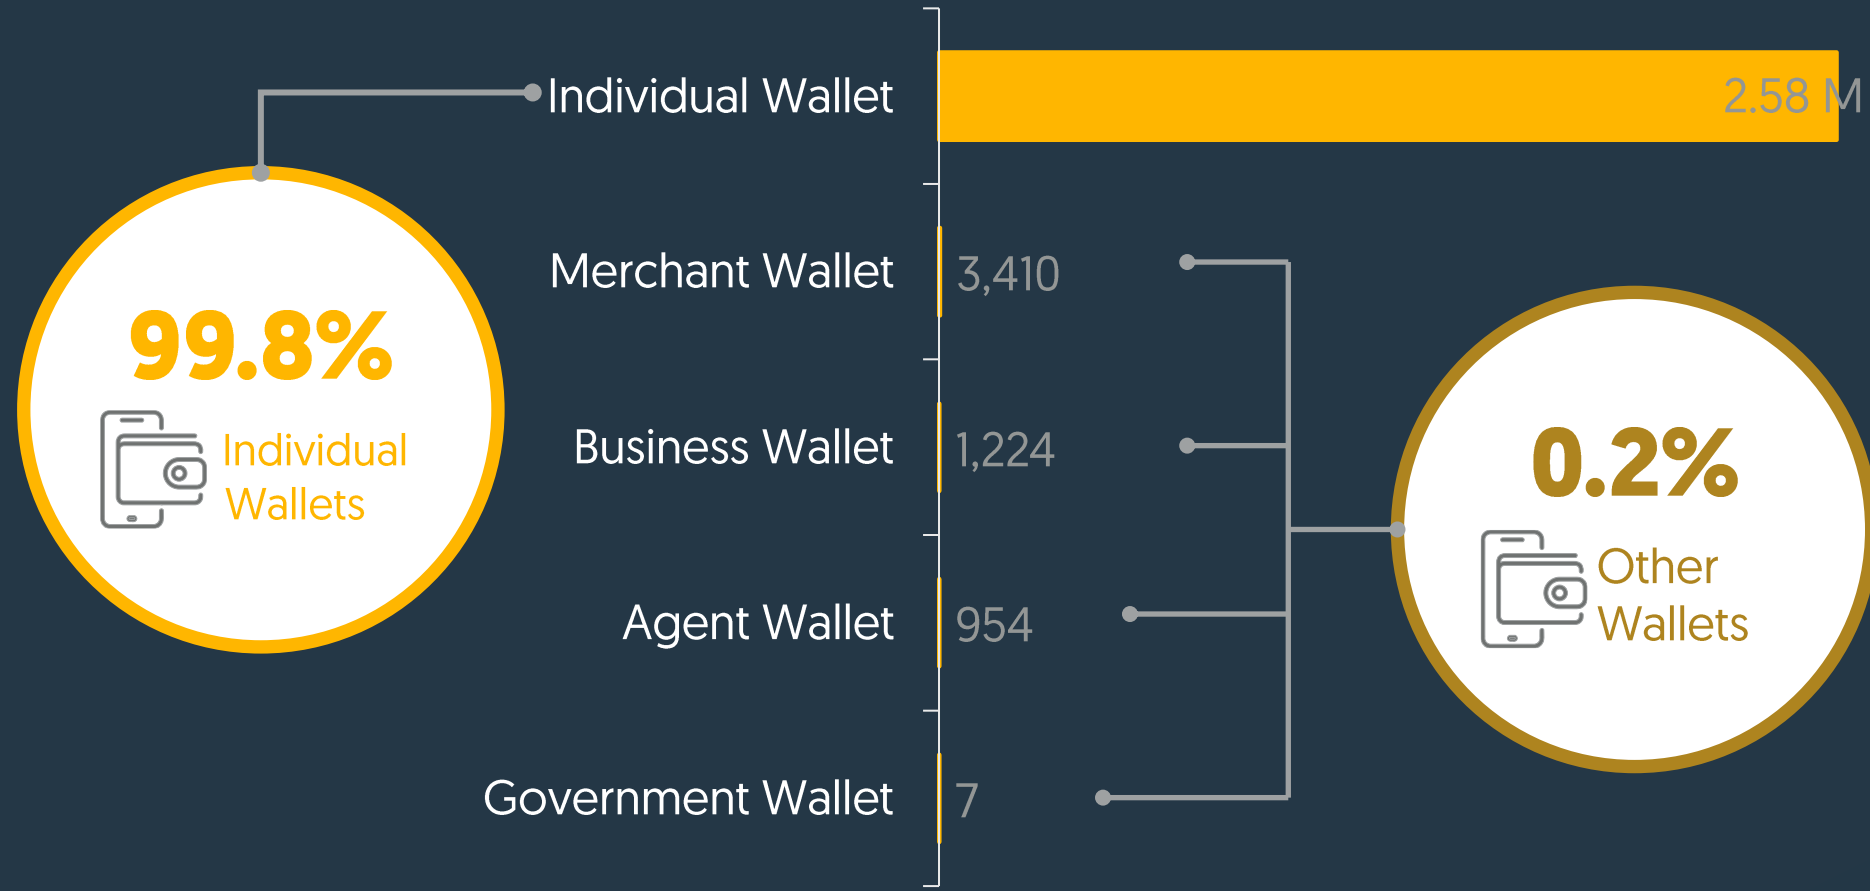 Individual Wallet
2.58 M
Merchant Wallet
3,410
Business Wallet
1,224
Agent Wallet
954
Government Wallet
7
99.8%
Individual
Wallets
0.2%
Other
Wallets